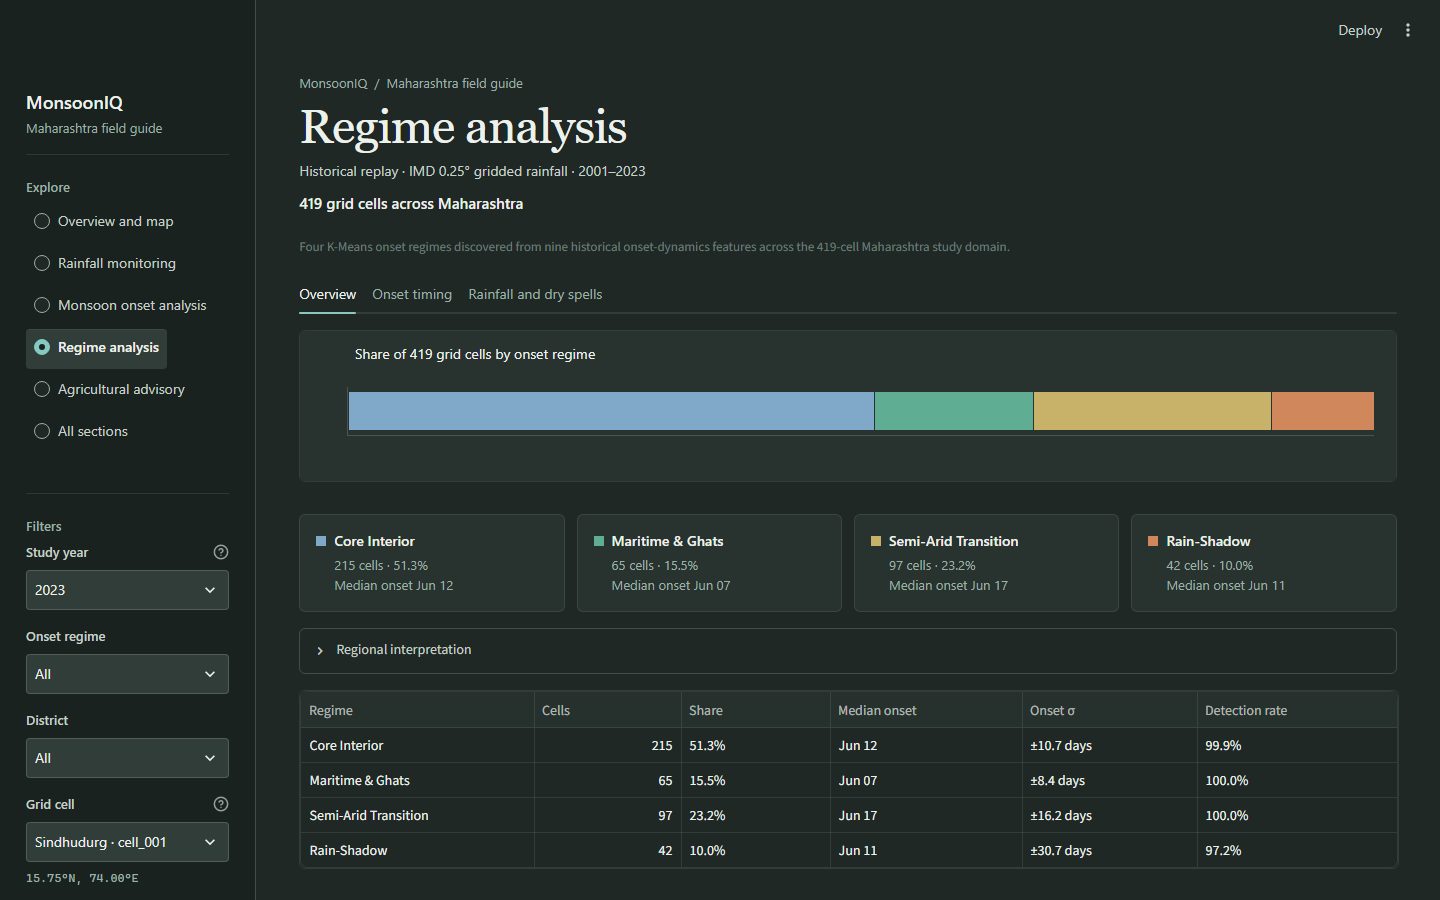 Deploy
MonsoonIQ
Maharashtra field guide
Explore
Overview and map
Rainfall monitoring
Monsoon onset analysis
Regime analysis
Agricultural advisory
All sections
Filters
Study year
2023
Onset regime
All
District
All
Grid cell
Sindhudurg · cell_001
15.75°N, 74.00°E
MonsoonIQ / Maharashtra field guide
Regime analysis
Historical replay · IMD 0.25° gridded rainfall · 2001–2023
419 grid cells across Maharashtra
Four K-Means onset regimes discovered from nine historical onset-dynamics features across the 419-cell Maharashtra study domain.
Overview Onset timing Rainfall and dry spells
Share of 419 grid cells by onset regime
Core Interior
215 cells · 51.3%
Median onset Jun 12
Maritime & Ghats
65 cells · 15.5%
Median onset Jun 07
Semi-Arid Transition
97 cells · 23.2%
Median onset Jun 17
Rain-Shadow
42 cells · 10.0%
Median onset Jun 11
Regional interpretation
Regime Cells Share Median onset Onset σ Detection rate
Core Interior 215 51.3% Jun 12 ±10.7 days 99.9%
Maritime & Ghats 65 15.5% Jun 07 ±8.4 days 100.0%
Semi-Arid Transition 97 23.2% Jun 17 ±16.2 days 100.0%
Rain-Shadow 42 10.0% Jun 11 ±30.7 days 97.2%